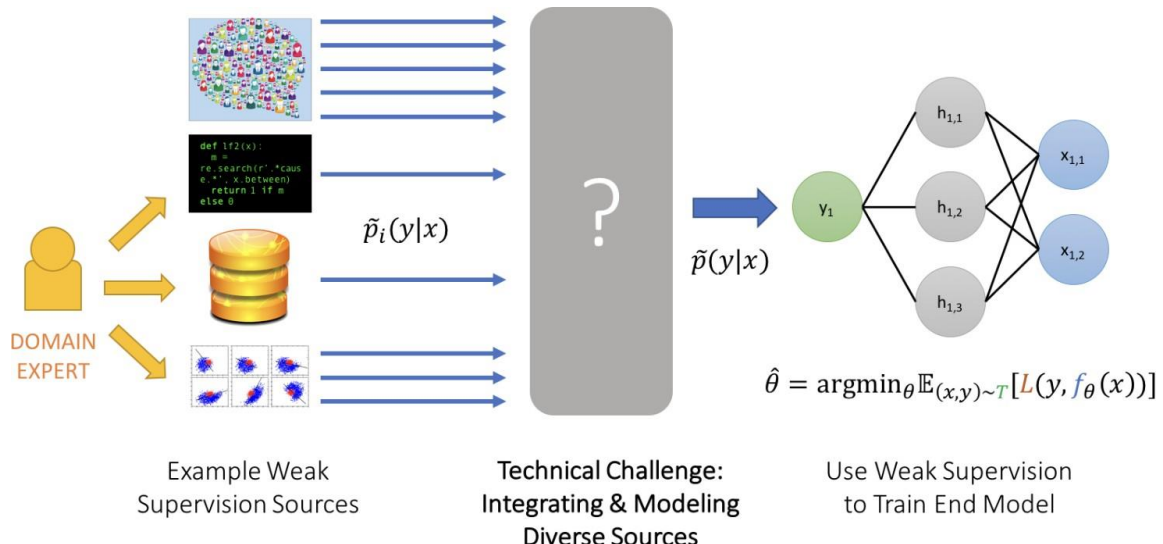 def lf2(x):
m =
re.search(r'.*caus
e.*', x.between)
return 1 if m
else 0
DOMAIN
EXPERT
p̃ᵢ(y|x)
?
p̃(y|x)
y₁
h₁,₁
h₁,₂
h₁,₃
x₁,₁
x₁,₂
θ̂ = argmin_θ 𝔼_(x,y)~T[L(y, f_θ(x))]
Example Weak
Supervision Sources
Technical Challenge:
Integrating & Modeling
Diverse Sources
Use Weak Supervision
to Train End Model